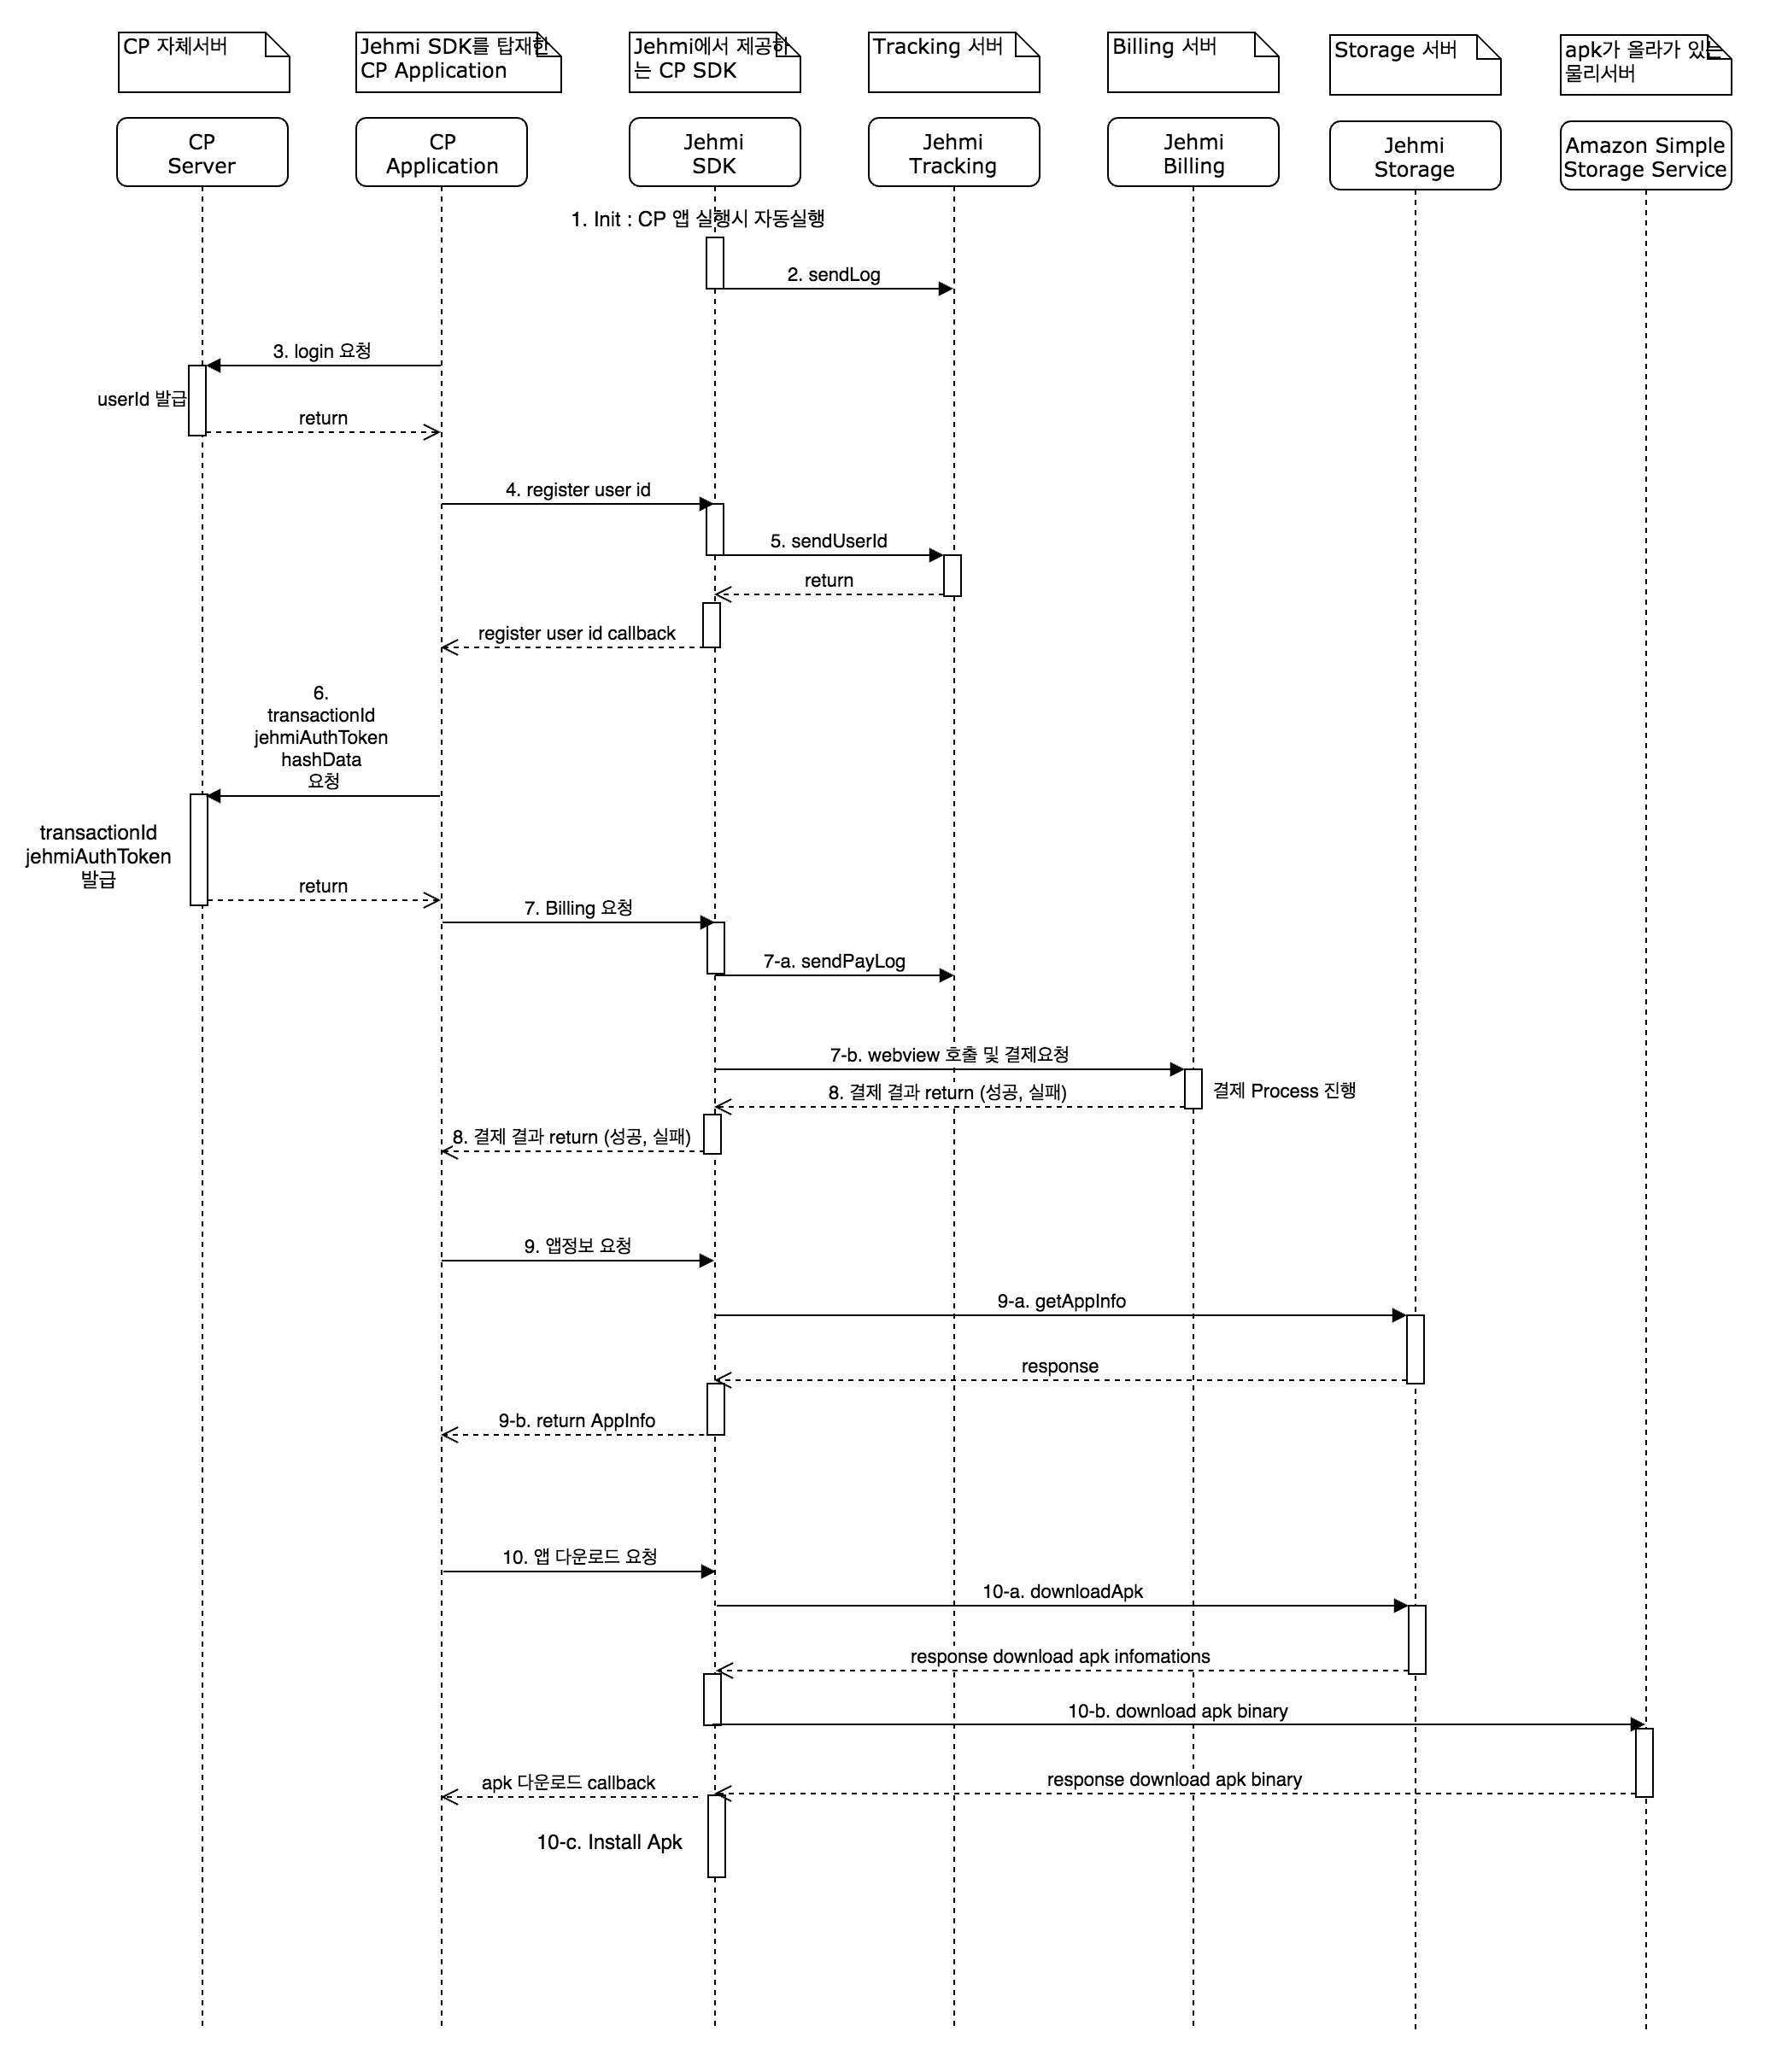 CP 자체서버
Jehmi SDK를 탑재한
CP Application
Jehmi에서 제공하
는 CP SDK
Tracking 서버
Billing 서버
Storage 서버
apk가 올라가 있는
물리서버
CP
Server
CP
Application
Jehmi
SDK
Jehmi
Tracking
Jehmi
Billing
Jehmi
Storage
Amazon Simple
Storage Service
1. Init : CP 앱 실행시 자동실행
2. sendLog
3. login 요청
userId 발급
return
4. register user id
5. sendUserId
return
register user id callback
6.
transactionId
jehmiAuthToken
hashData
요청
transactionId
jehmiAuthToken
발급
return
7. Billing 요청
7-a. sendPayLog
7-b. webview 호출 및 결제요청
8. 결제 결과 return (성공, 실패)
결제 Process 진행
8. 결제 결과 return (성공, 실패)
9. 앱정보 요청
9-a. getAppInfo
response
9-b. return AppInfo
10. 앱 다운로드 요청
10-a. downloadApk
response download apk infomations
10-b. download apk binary
apk 다운로드 callback
response download apk binary
10-c. Install Apk